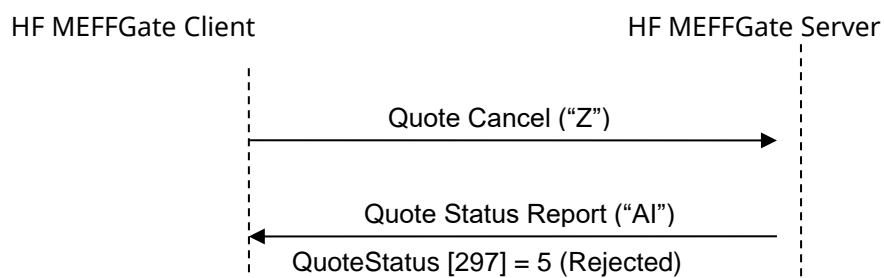 HF MEFFGate Client
HF MEFFGate Server
Quote Cancel (“Z”)
Quote Status Report (“AI”)
QuoteStatus [297] = 5 (Rejected)